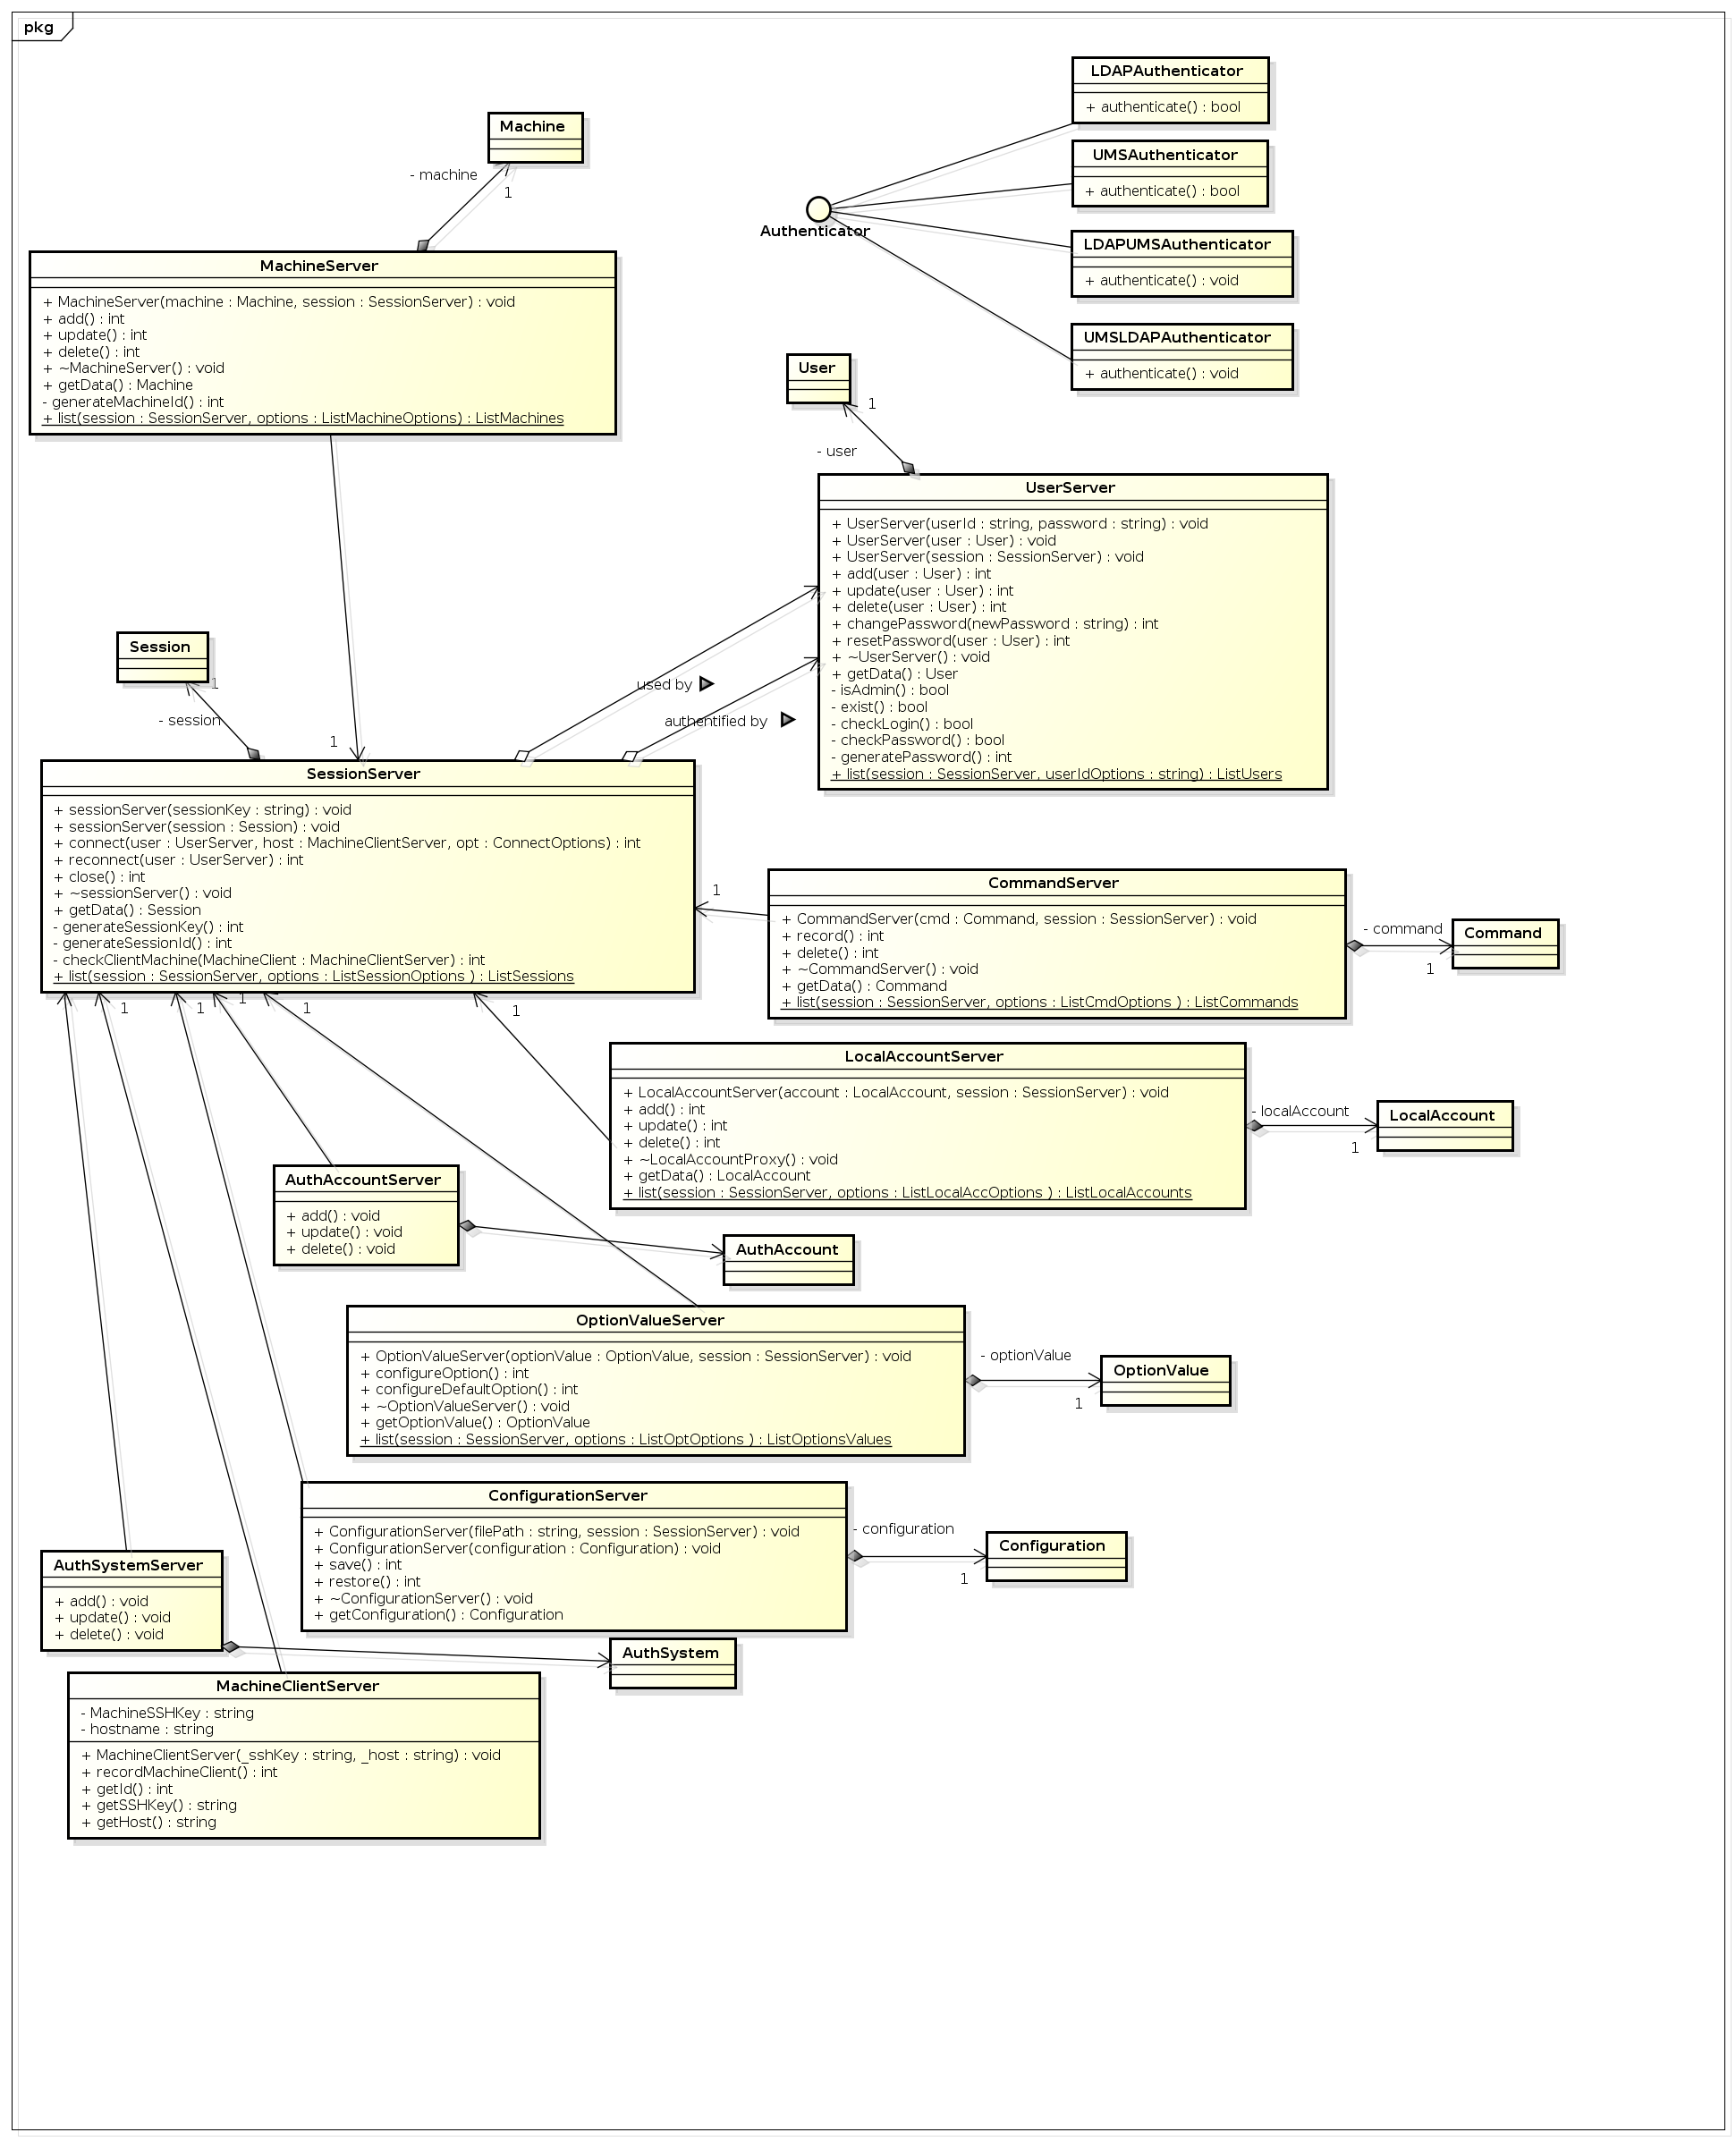 pkg
LDAPAuthenticator
+ authenticate() : bool
Machine
- machine
1
UMSAuthenticator
+ authenticate() : bool
Authenticator
LDAPUMSAuthenticator
+ authenticate() : void
UMSLDAPAuthenticator
+ authenticate() : void
MachineServer
+ MachineServer(machine : Machine, session : SessionServer) : void
+ add() : int
+ update() : int
+ delete() : int
+ ~MachineServer() : void
+ getData() : Machine
- generateMachineId() : int
+ list(session : SessionServer, options : ListMachineOptions) : ListMachines
User
1
- user
UserServer
+ UserServer(userId : string, password : string) : void
+ UserServer(user : User) : void
+ UserServer(session : SessionServer) : void
+ add(user : User) : int
+ update(user : User) : int
+ delete(user : User) : int
+ changePassword(newPassword : string) : int
+ resetPassword(user : User) : int
+ ~UserServer() : void
+ getData() : User
- isAdmin() : bool
- exist() : bool
- checkLogin() : bool
- checkPassword() : bool
- generatePassword() : int
+ list(session : SessionServer, userIdOptions : string) : ListUsers
Session
1
- session
used by
authentified by
1
SessionServer
+ sessionServer(sessionKey : string) : void
+ sessionServer(session : Session) : void
+ connect(user : UserServer, host : MachineClientServer, opt : ConnectOptions) : int
+ reconnect(user : UserServer) : int
+ close() : int
+ ~sessionServer() : void
+ getData() : Session
- generateSessionKey() : int
- generateSessionId() : int
- checkClientMachine(MachineClient : MachineClientServer) : int
+ list(session : SessionServer, options : ListSessionOptions ) : ListSessions
1
CommandServer
+ CommandServer(cmd : Command, session : SessionServer) : void
+ record() : int
+ delete() : int
+ ~CommandServer() : void
+ getData() : Command
+ list(session : SessionServer, options : ListCmdOptions ) : ListCommands
- command
1
Command
1
1
1
1
1
LocalAccountServer
+ LocalAccountServer(account : LocalAccount, session : SessionServer) : void
+ add() : int
+ update() : int
+ delete() : int
+ ~LocalAccountProxy() : void
+ getData() : LocalAccount
+ list(session : SessionServer, options : ListLocalAccOptions ) : ListLocalAccounts
- localAccount
1
LocalAccount
AuthAccountServer
+ add() : void
+ update() : void
+ delete() : void
AuthAccount
OptionValueServer
+ OptionValueServer(optionValue : OptionValue, session : SessionServer) : void
+ configureOption() : int
+ configureDefaultOption() : int
+ ~OptionValueServer() : void
+ getOptionValue() : OptionValue
+ list(session : SessionServer, options : ListOptOptions ) : ListOptionsValues
- optionValue
1
OptionValue
ConfigurationServer
+ ConfigurationServer(filePath : string, session : SessionServer) : void
+ ConfigurationServer(configuration : Configuration) : void
+ save() : int
+ restore() : int
+ ~ConfigurationServer() : void
+ getConfiguration() : Configuration
- configuration
1
Configuration
AuthSystemServer
+ add() : void
+ update() : void
+ delete() : void
AuthSystem
MachineClientServer
- MachineSSHKey : string
- hostname : string
+ MachineClientServer(_sshKey : string, _host : string) : void
+ recordMachineClient() : int
+ getId() : int
+ getSSHKey() : string
+ getHost() : string